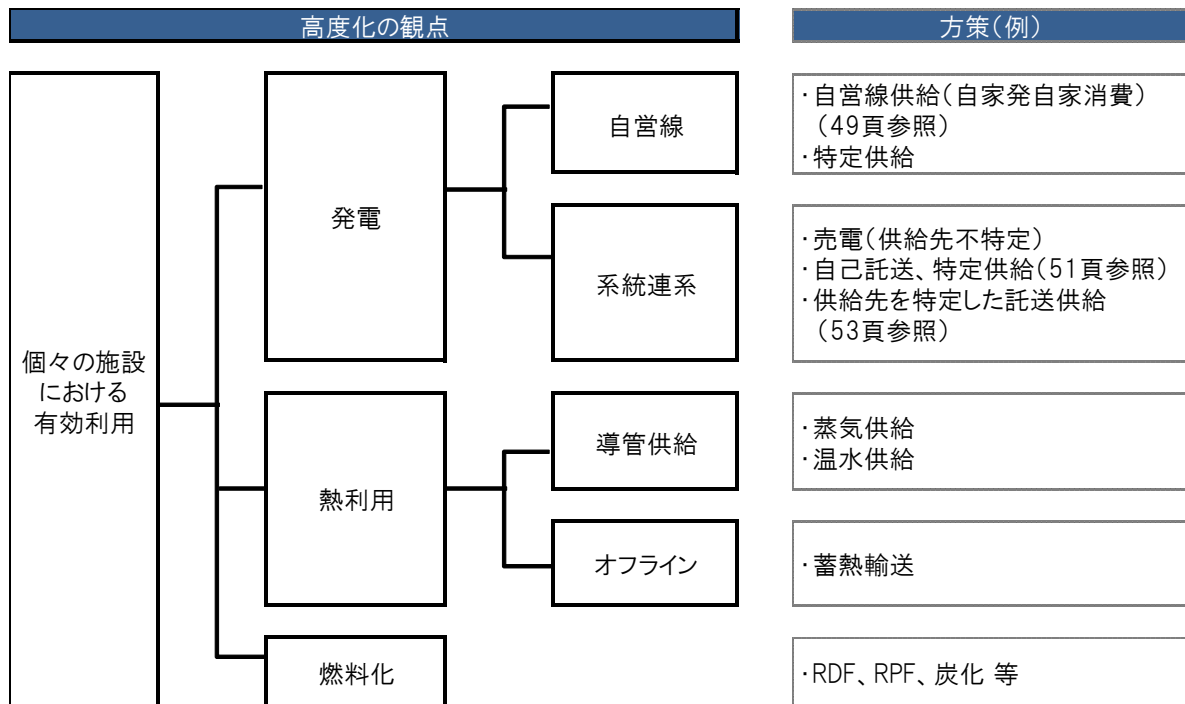 高度化の観点
方策(例)
個々の施設
における
有効利用
発電
自営線
・自営線供給(自家発自家消費)
(49頁参照)
・特定供給
系統連系
・売電(供給先不特定)
・自己託送、特定供給(51頁参照)
・供給先を特定した託送供給
(53頁参照)
熱利用
導管供給
・蒸気供給
・温水供給
オフライン
・蓄熱輸送
燃料化
・RDF、RPF、炭化 等